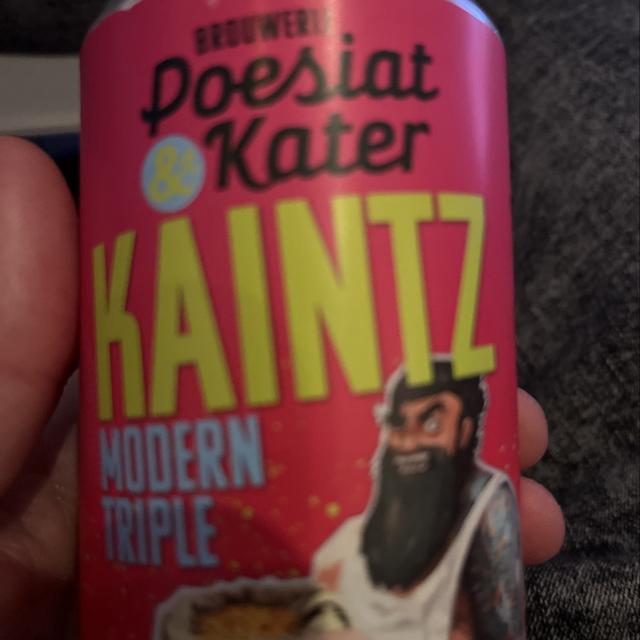 BROUWERIJ
Poesiat
& Kater
KAINTZ
MODERN
TRIPLE